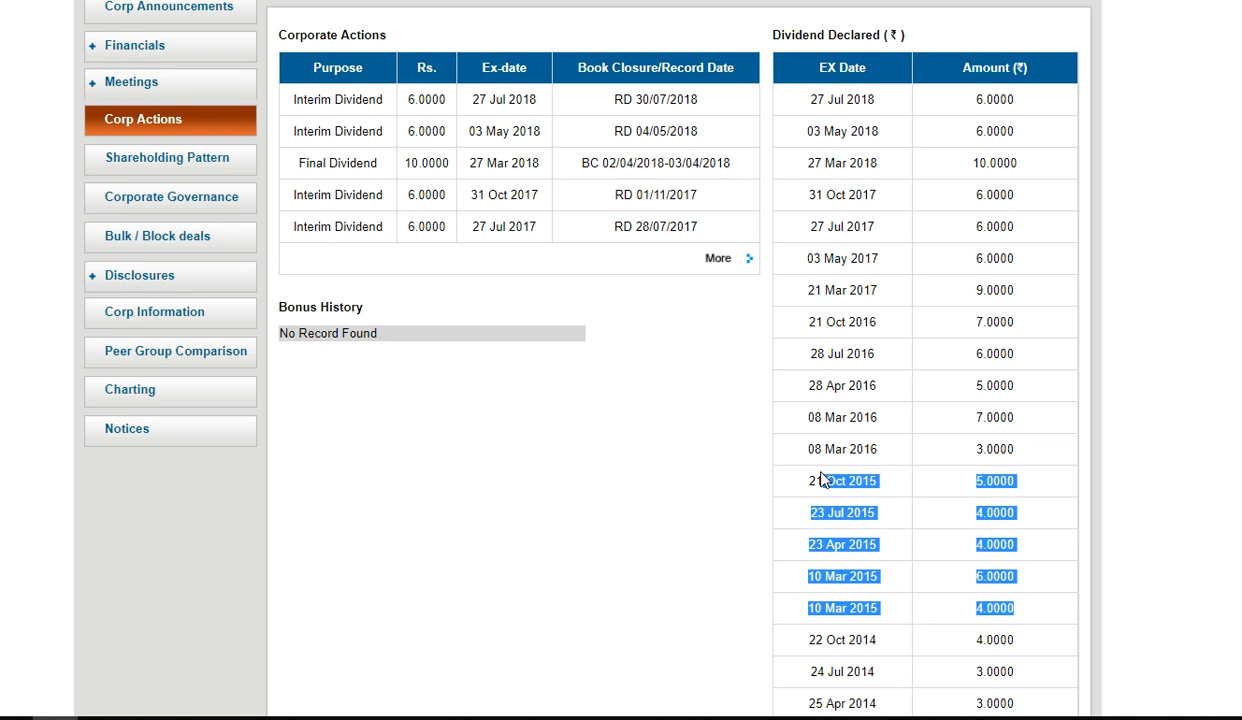 Corp Announcements
+ Financials
+ Meetings
Corp Actions
Shareholding Pattern
Corporate Governance
Bulk / Block deals
+ Disclosures
Corp Information
Peer Group Comparison
Charting
Notices
Corporate Actions
Purpose Rs. Ex-date Book Closure/Record Date
Interim Dividend 6.0000 27 Jul 2018 RD 30/07/2018
Interim Dividend 6.0000 03 May 2018 RD 04/05/2018
Final Dividend 10.0000 27 Mar 2018 BC 02/04/2018-03/04/2018
Interim Dividend 6.0000 31 Oct 2017 RD 01/11/2017
Interim Dividend 6.0000 27 Jul 2017 RD 28/07/2017
More
Bonus History
No Record Found
Dividend Declared ( ₹ )
EX Date Amount (₹)
27 Jul 2018 6.0000
03 May 2018 6.0000
27 Mar 2018 10.0000
31 Oct 2017 6.0000
27 Jul 2017 6.0000
03 May 2017 6.0000
21 Mar 2017 9.0000
21 Oct 2016 7.0000
28 Jul 2016 6.0000
28 Apr 2016 5.0000
08 Mar 2016 7.0000
08 Mar 2016 3.0000
21 Oct 2015 5.0000
23 Jul 2015 4.0000
23 Apr 2015 4.0000
10 Mar 2015 6.0000
10 Mar 2015 4.0000
22 Oct 2014 4.0000
24 Jul 2014 3.0000
25 Apr 2014 3.0000